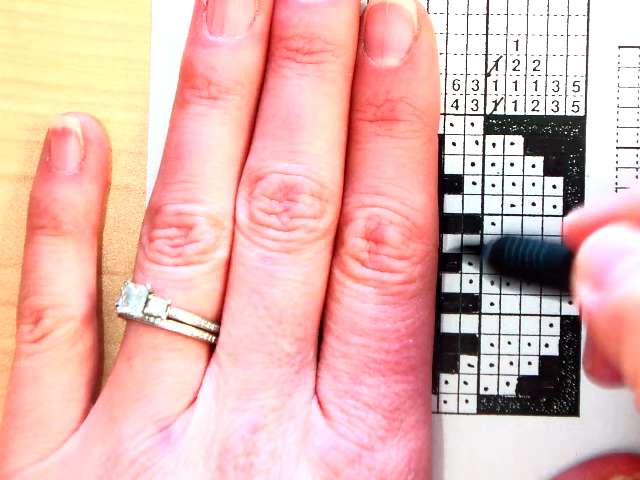 1
1 2 2
6 3 1 1 1 3 5
4 3 1 1 2 3 5